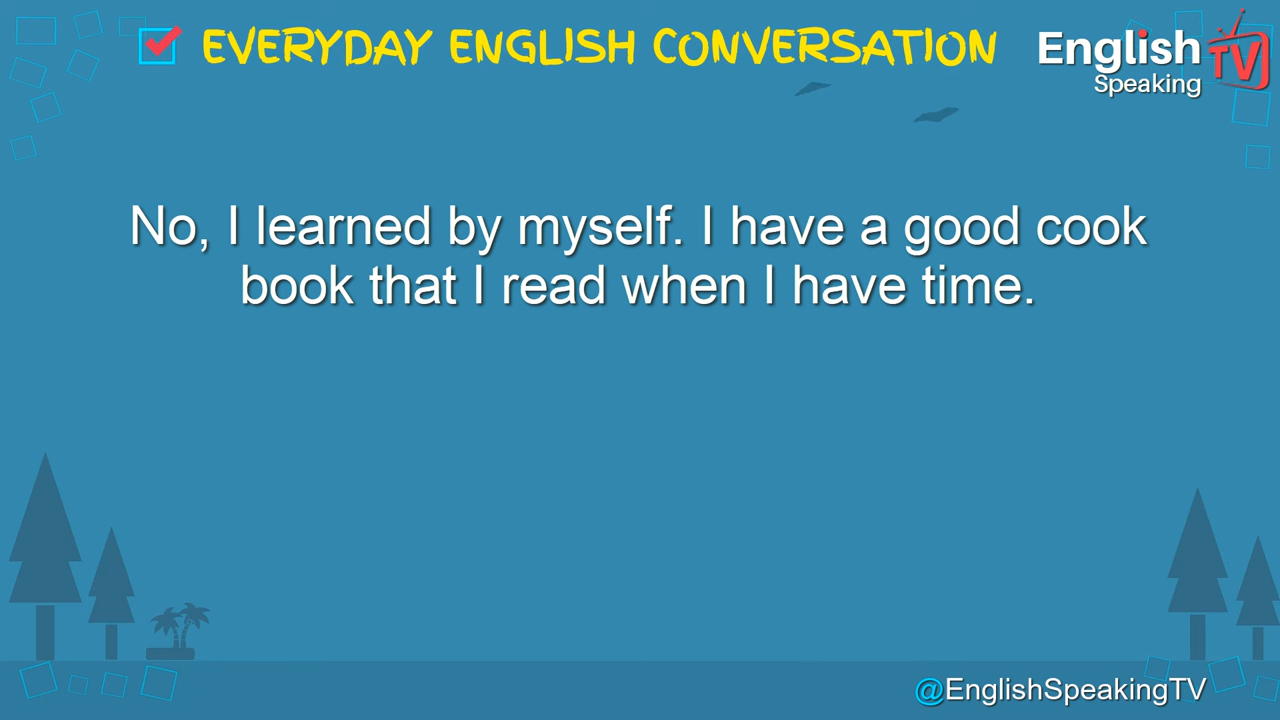 EVERYDAY ENGLISH CONVERSATION
English
TV
Speaking
No, I learned by myself. I have a good cook
book that I read when I have time.
@EnglishSpeakingTV